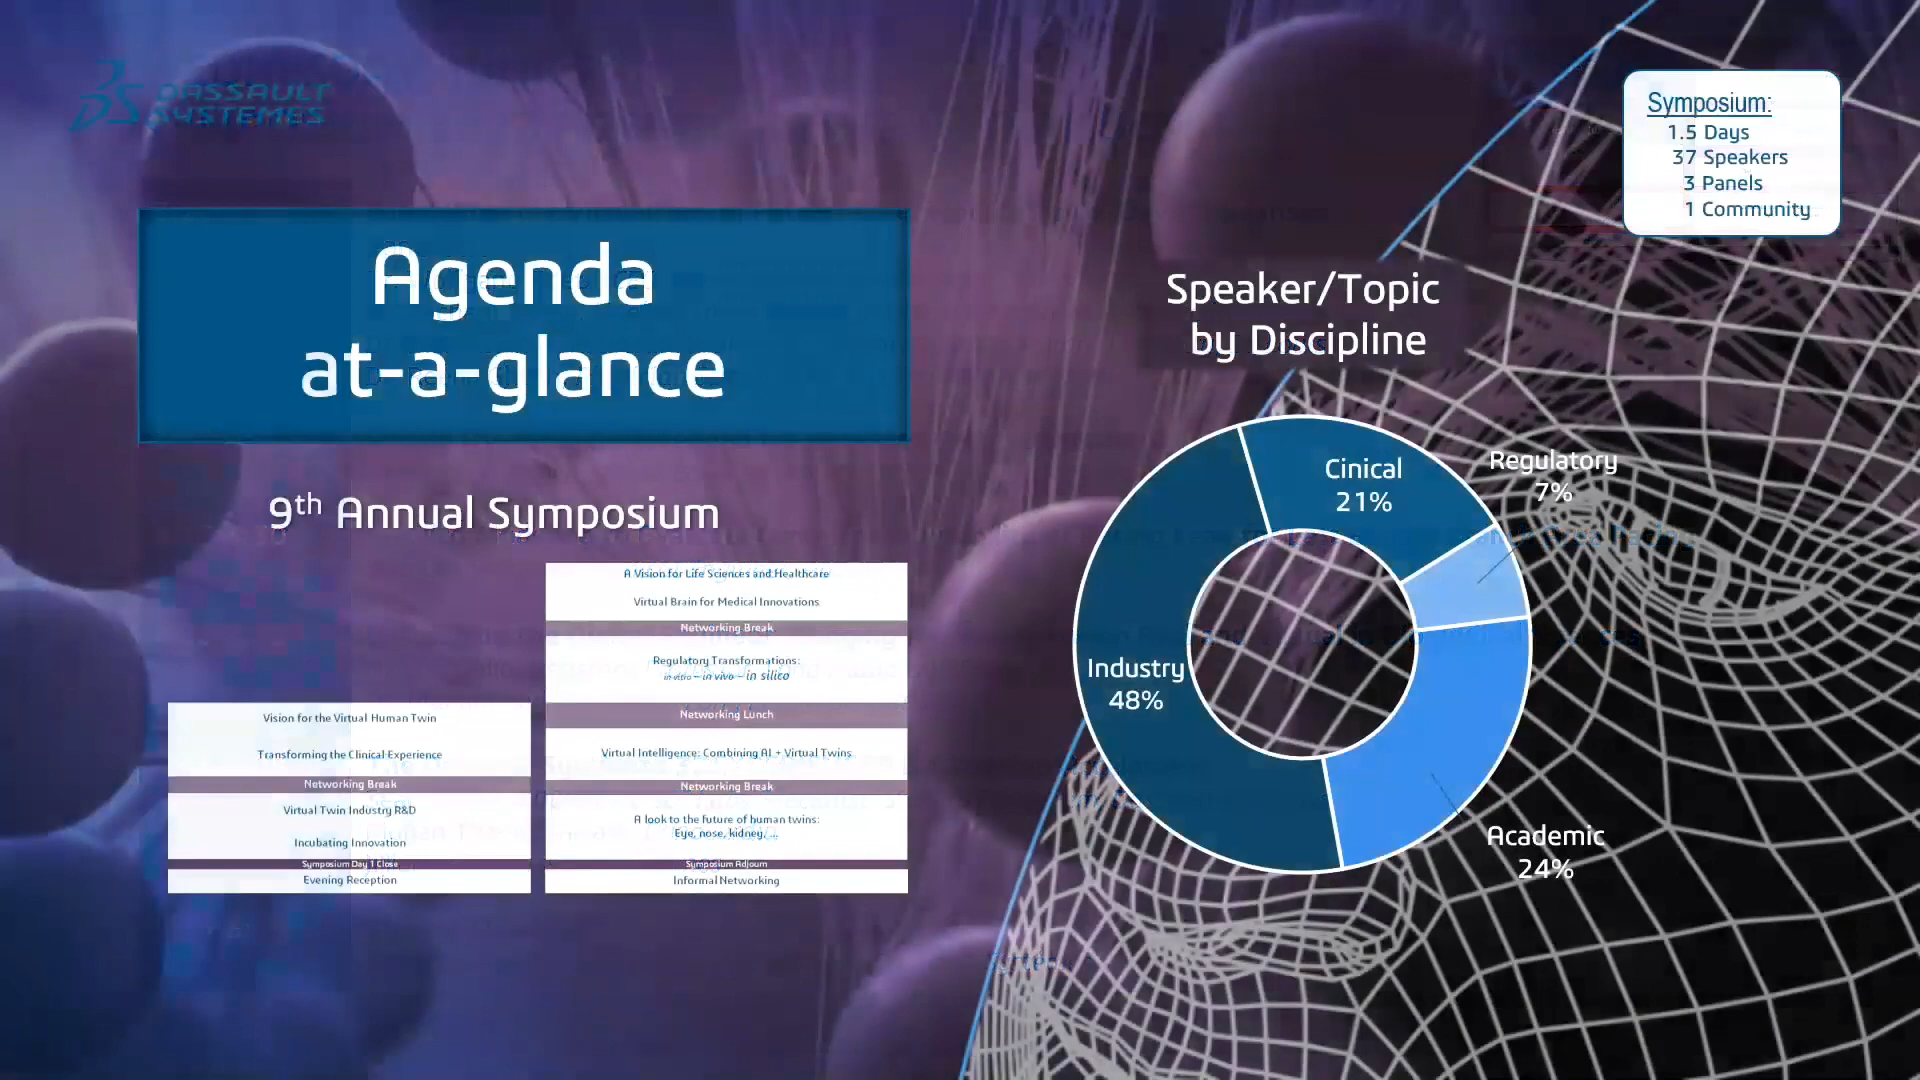 DASSAULT
SYSTEMES
Symposium:
1.5 Days
37 Speakers
3 Panels
1 Community
Agenda
at-a-glance
Speaker/Topic
by Discipline
9th Annual Symposium
Vision for the Virtual Human Twin
Transforming the Clinical Experience
Networking Break
Virtual Twin Industry R&D
Incubating Innovation
Symposium Day 1 Close
Evening Reception
A Vision for Life Sciences and Healthcare
Virtual Brain for Medical Innovations
Networking Break
Regulatory Transformations:
in vitro – in vivo – in silico
Networking Lunch
Virtual Intelligence: Combining AI + Virtual Twins
Networking Break
A look to the future of human twins:
Eye, nose, kidney, ...
Symposium Adjourn
Informal Networking
Cinical
21%
Regulatory
7%
Industry
48%
Academic
24%